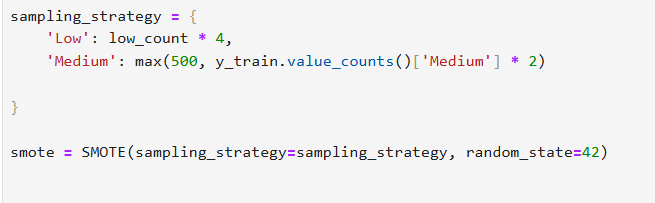 sampling_strategy = {
    'Low': low_count * 4,
    'Medium': max(500, y_train.value_counts()['Medium'] * 2)
}
smote = SMOTE(sampling_strategy=sampling_strategy, random_state=42)